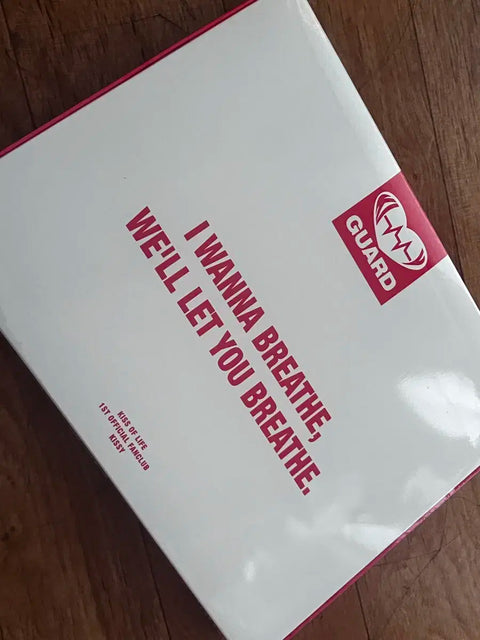 GUARD
I WANNA BREATHE,
WE'LL LET YOU BREATHE.
KISS OF LIFE
1ST OFFICIAL FANCLUB
KISSY